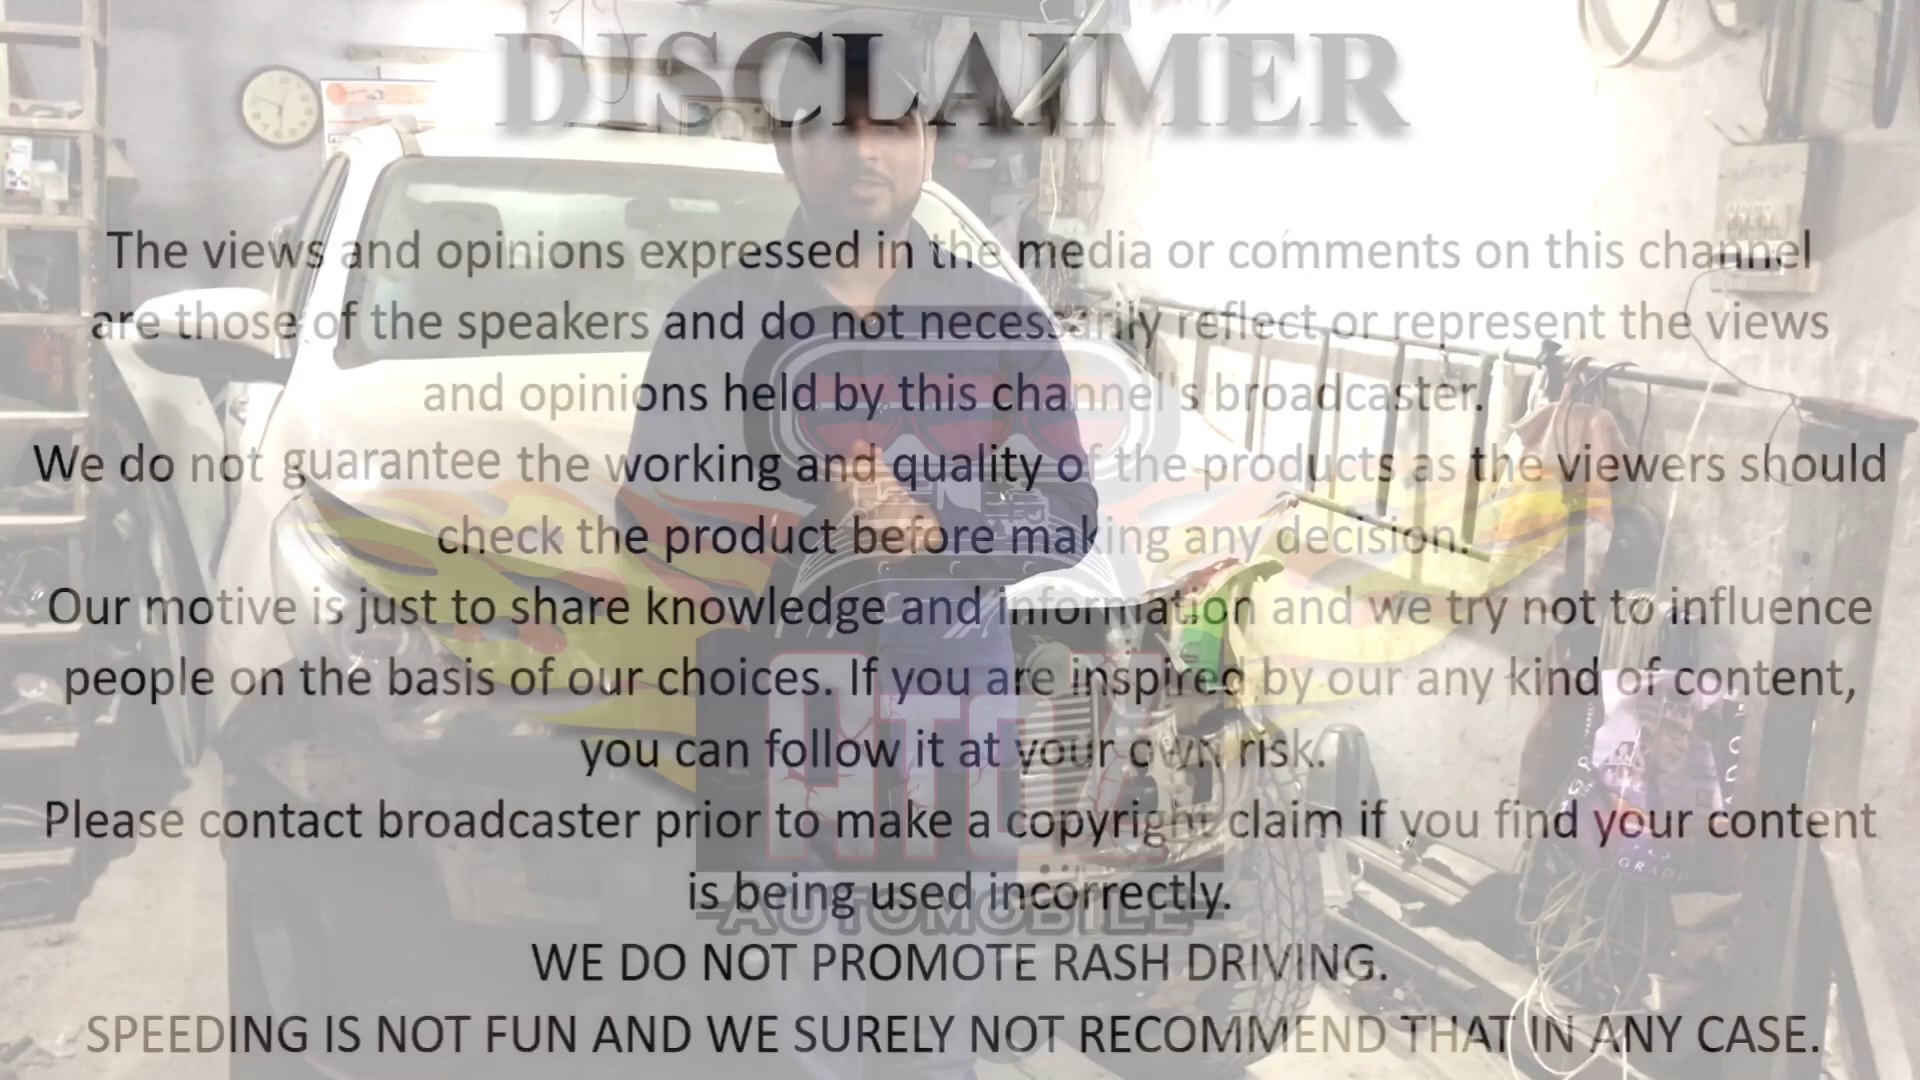 DISCLAIMER
The views and opinions expressed in the media or comments on this channel
are those of the speakers and do not necessarily reflect or represent the views
and opinions held by this channel's broadcaster.
We do not guarantee the working and quality of the products as the viewers should
check the product before making any decision.
Our motive is just to share knowledge and information and we try not to influence
people on the basis of our choices. If you are inspired by our any kind of content,
you can follow it at your own risk.
Please contact broadcaster prior to make a copyright claim if you find your content
is being used incorrectly.
WE DO NOT PROMOTE RASH DRIVING.
SPEEDING IS NOT FUN AND WE SURELY NOT RECOMMEND THAT IN ANY CASE.
ATOZ
AUTOMOBILE